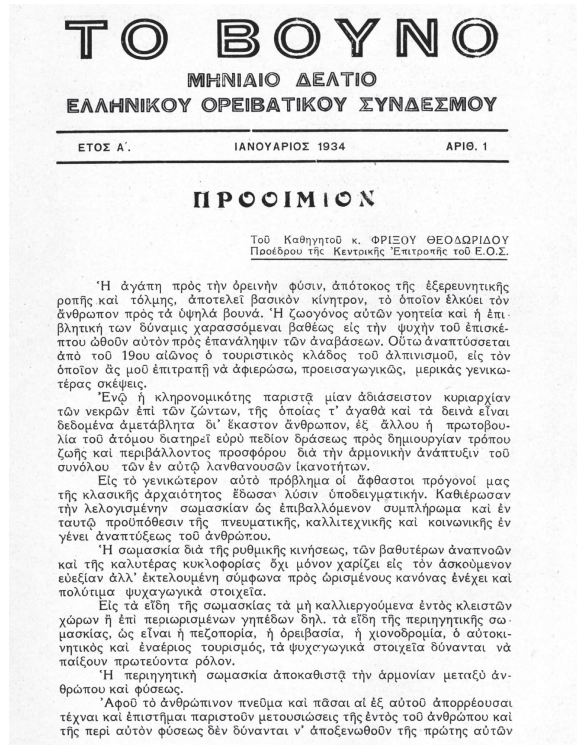 ΤΟ ΒΟΥΝΟ
ΜΗΝΙΑΙΟ ΔΕΛΤΙΟ
ΕΛΛΗΝΙΚΟΥ ΟΡΕΙΒΑΤΙΚΟΥ ΣΥΝΔΕΣΜΟΥ
ΕΤΟΣ Α΄. ΙΑΝΟΥΑΡΙΟΣ 1934 ΑΡΙΘ. 1
ΠΡΟΟΙΜΙΟΝ
Τοῦ Καθηγητοῦ κ. ΦΡΙΞΟΥ ΘΕΟΔΩΡΙΔΟΥ
Προέδρου τῆς Κεντρικῆς Ἐπιτροπῆς τοῦ Ε.Ο.Σ.
Ἡ ἀγάπη πρὸς τὴν ὀρεινὴν φύσιν, ἀπότοκος τῆς ἐξερευνητικῆς
ροπῆς καὶ τόλμης, ἀποτελεῖ βασικὸν κίνητρον, τὸ ὁποῖον ἑλκύει τὸν
ἄνθρωπον πρὸς τὰ ὑψηλὰ βουνά. Ἡ ζωογόνος αὐτῶν γοητεία καὶ ἡ ἐπι-
βλητική των δύναμις χαρασσόμεναι βαθέως εἰς τὴν ψυχὴν τοῦ ἐπισκέ-
πτου ὠθοῦν αὐτὸν πρὸς ἐπανάληψιν τῶν ἀναβάσεων. Οὕτω ἀναπτύσσεται
ἀπὸ τοῦ 19ου αἰῶνος ὁ τουριστικὸς κλάδος τοῦ ἀλπινισμοῦ, εἰς τὸν
ὁποῖον ἂς μοῦ ἐπιτραπῇ νὰ ἀφιερώσω, προεισαγωγικῶς, μερικὰς γενικω-
τέρας σκέψεις.
Ἐνῷ ἡ κληρονομικότης παριστᾷ μίαν ἀδιάσειστον κυριαρχίαν
τῶν νεκρῶν ἐπὶ τῶν ζώντων, τῆς ὁποίας τ' ἀγαθὰ καὶ τὰ δεινὰ εἶναι
δεδομένα ἀμετάβλητα δι' ἕκαστον ἄνθρωπον, ἐξ ἄλλου ἡ πρωτοβου-
λία τοῦ ἀτόμου διατηρεῖ εὐρὺ πεδίον δράσεως πρὸς δημιουργίαν τρόπου
ζωῆς καὶ περιβάλλοντος προσφόρου διὰ τὴν ἁρμονικὴν ἀνάπτυξιν τοῦ
συνόλου τῶν ἐν αὐτῷ λανθανουσῶν ἱκανοτήτων.
Εἰς τὸ γενικώτερον αὐτὸ πρόβλημα οἱ ἄφθαστοι πρόγονοί μας
τῆς κλασικῆς ἀρχαιότητος ἔδωσαν λύσιν ὑποδειγματικήν. Καθιέρωσαν
τὴν λελογισμένην σωμασκίαν ὡς ἐπιβαλλόμενον συμπλήρωμα καὶ ἐν
ταυτῷ προϋπόθεσιν τῆς πνευματικῆς, καλλιτεχνικῆς καὶ κοινωνικῆς ἐν
γένει ἀναπτύξεως τοῦ ἀνθρώπου.
Ἡ σωμασκία διὰ τῆς ρυθμικῆς κινήσεως, τῶν βαθυτέρων ἀναπνοῶν
καὶ τῆς καλυτέρας κυκλοφορίας ὄχι μόνον χαρίζει εἰς τὸν ἀσκούμενον
εὐεξίαν ἀλλ' ἐκτελουμένη σύμφωνα πρὸς ὡρισμένους κανόνας ἐνέχει καὶ
πολύτιμα ψυχαγωγικὰ στοιχεῖα.
Εἰς τὰ εἴδη τῆς σωμασκίας τὰ μὴ καλλιεργούμενα ἐντὸς κλειστῶν
χώρων ἢ ἐπὶ περιωρισμένων γηπέδων δηλ. τὰ εἴδη τῆς περιηγητικῆς σω-
μασκίας, ὡς εἶναι ἡ πεζοπορία, ἡ ὀρειβασία, ἡ χιονοδρομία, ὁ αὐτοκι-
νητικὸς καὶ ἐναέριος τουρισμός, τὰ ψυχαγωγικὰ στοιχεῖα δύνανται νὰ
παίξουν πρωτεύοντα ρόλον.
Ἡ περιηγητικὴ σωμασκία ἀποκαθιστᾷ τὴν ἁρμονίαν μεταξὺ ἀν-
θρώπου καὶ φύσεως.
Ἀφοῦ τὸ ἀνθρώπινον πνεῦμα καὶ πᾶσαι αἱ ἐξ αὐτοῦ ἀπορρέουσαι
τέχναι καὶ ἐπιστῆμαι παριστοῦν μετουσιώσεις τῆς ἐντὸς τοῦ ἀνθρώπου καὶ
τῆς περὶ αὐτὸν φύσεως δὲν δύνανται ν' ἀποξενωθοῦν τῆς πρώτης αὐτῶν